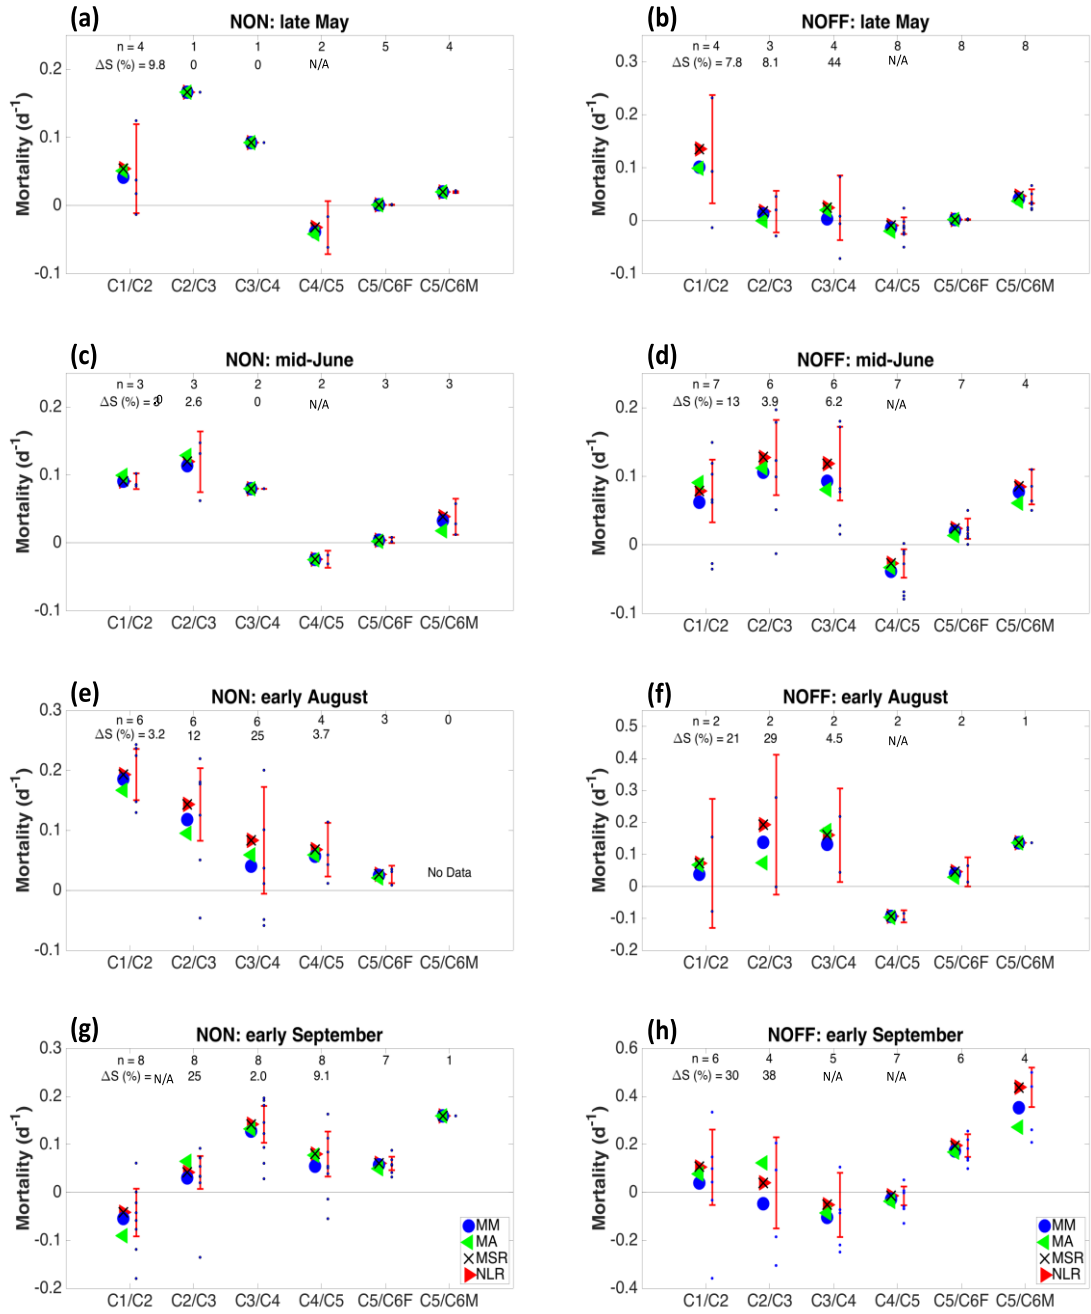 (a)
NON: late May
n = 4 1 1 2 5 4
ΔS (%) = 9.8 0 0 N/A
0.2
0.1
0
-0.1
Mortality (d⁻¹)
C1/C2 C2/C3 C3/C4 C4/C5 C5/C6F C5/C6M
(b)
NOFF: late May
n = 4 3 4 8 8 8
ΔS (%) = 7.8 8.1 44 N/A
0.3
0.2
0.1
0
-0.1
Mortality (d⁻¹)
C1/C2 C2/C3 C3/C4 C4/C5 C5/C6F C5/C6M
(c)
NON: mid-June
n = 3 3 2 2 3 3
ΔS (%) = 2.6 0 N/A
0.2
0.1
0
-0.1
Mortality (d⁻¹)
C1/C2 C2/C3 C3/C4 C4/C5 C5/C6F C5/C6M
(d)
NOFF: mid-June
n = 7 6 6 7 7 4
ΔS (%) = 13 3.9 6.2 N/A
0.2
0.1
0
-0.1
Mortality (d⁻¹)
C1/C2 C2/C3 C3/C4 C4/C5 C5/C6F C5/C6M
(e)
NON: early August
n = 6 6 6 4 3 0
ΔS (%) = 3.2 12 25 3.7
0.3
0.2
0.1
0
-0.1
Mortality (d⁻¹)
No Data
C1/C2 C2/C3 C3/C4 C4/C5 C5/C6F C5/C6M
(f)
NOFF: early August
n = 2 2 2 2 2 1
ΔS (%) = 21 29 4.5 N/A
0.5
0.4
0.3
0.2
0.1
0
-0.1
-0.2
Mortality (d⁻¹)
C1/C2 C2/C3 C3/C4 C4/C5 C5/C6F C5/C6M
(g)
NON: early September
n = 8 8 8 8 7 1
ΔS (%) = N/A 25 2.0 9.1
0.3
0.2
0.1
0
-0.1
-0.2
Mortality (d⁻¹)
MM
MA
MSR
NLR
C1/C2 C2/C3 C3/C4 C4/C5 C5/C6F C5/C6M
(h)
NOFF: early September
n = 6 4 5 7 6 4
ΔS (%) = 30 38 N/A N/A
0.6
0.4
0.2
0
-0.2
-0.4
Mortality (d⁻¹)
MM
MA
MSR
NLR
C1/C2 C2/C3 C3/C4 C4/C5 C5/C6F C5/C6M